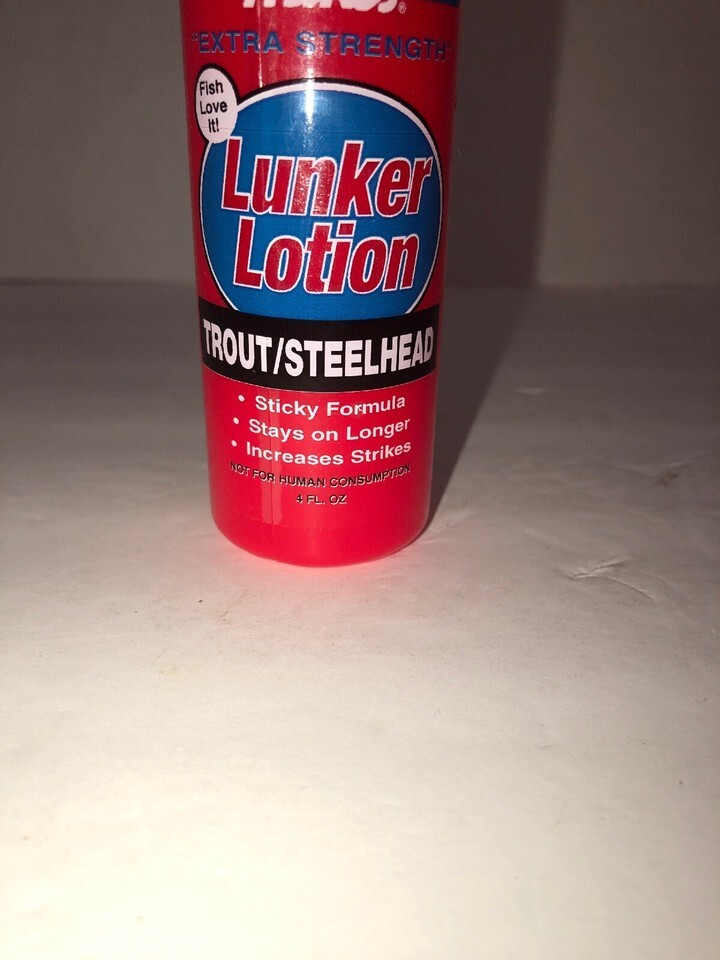 "EXTRA STRENGTH"
Fish
Love
It!
Lunker
Lotion
TROUT/STEELHEAD
• Sticky Formula
• Stays on Longer
• Increases Strikes
NOT FOR HUMAN CONSUMPTION
4 FL. OZ